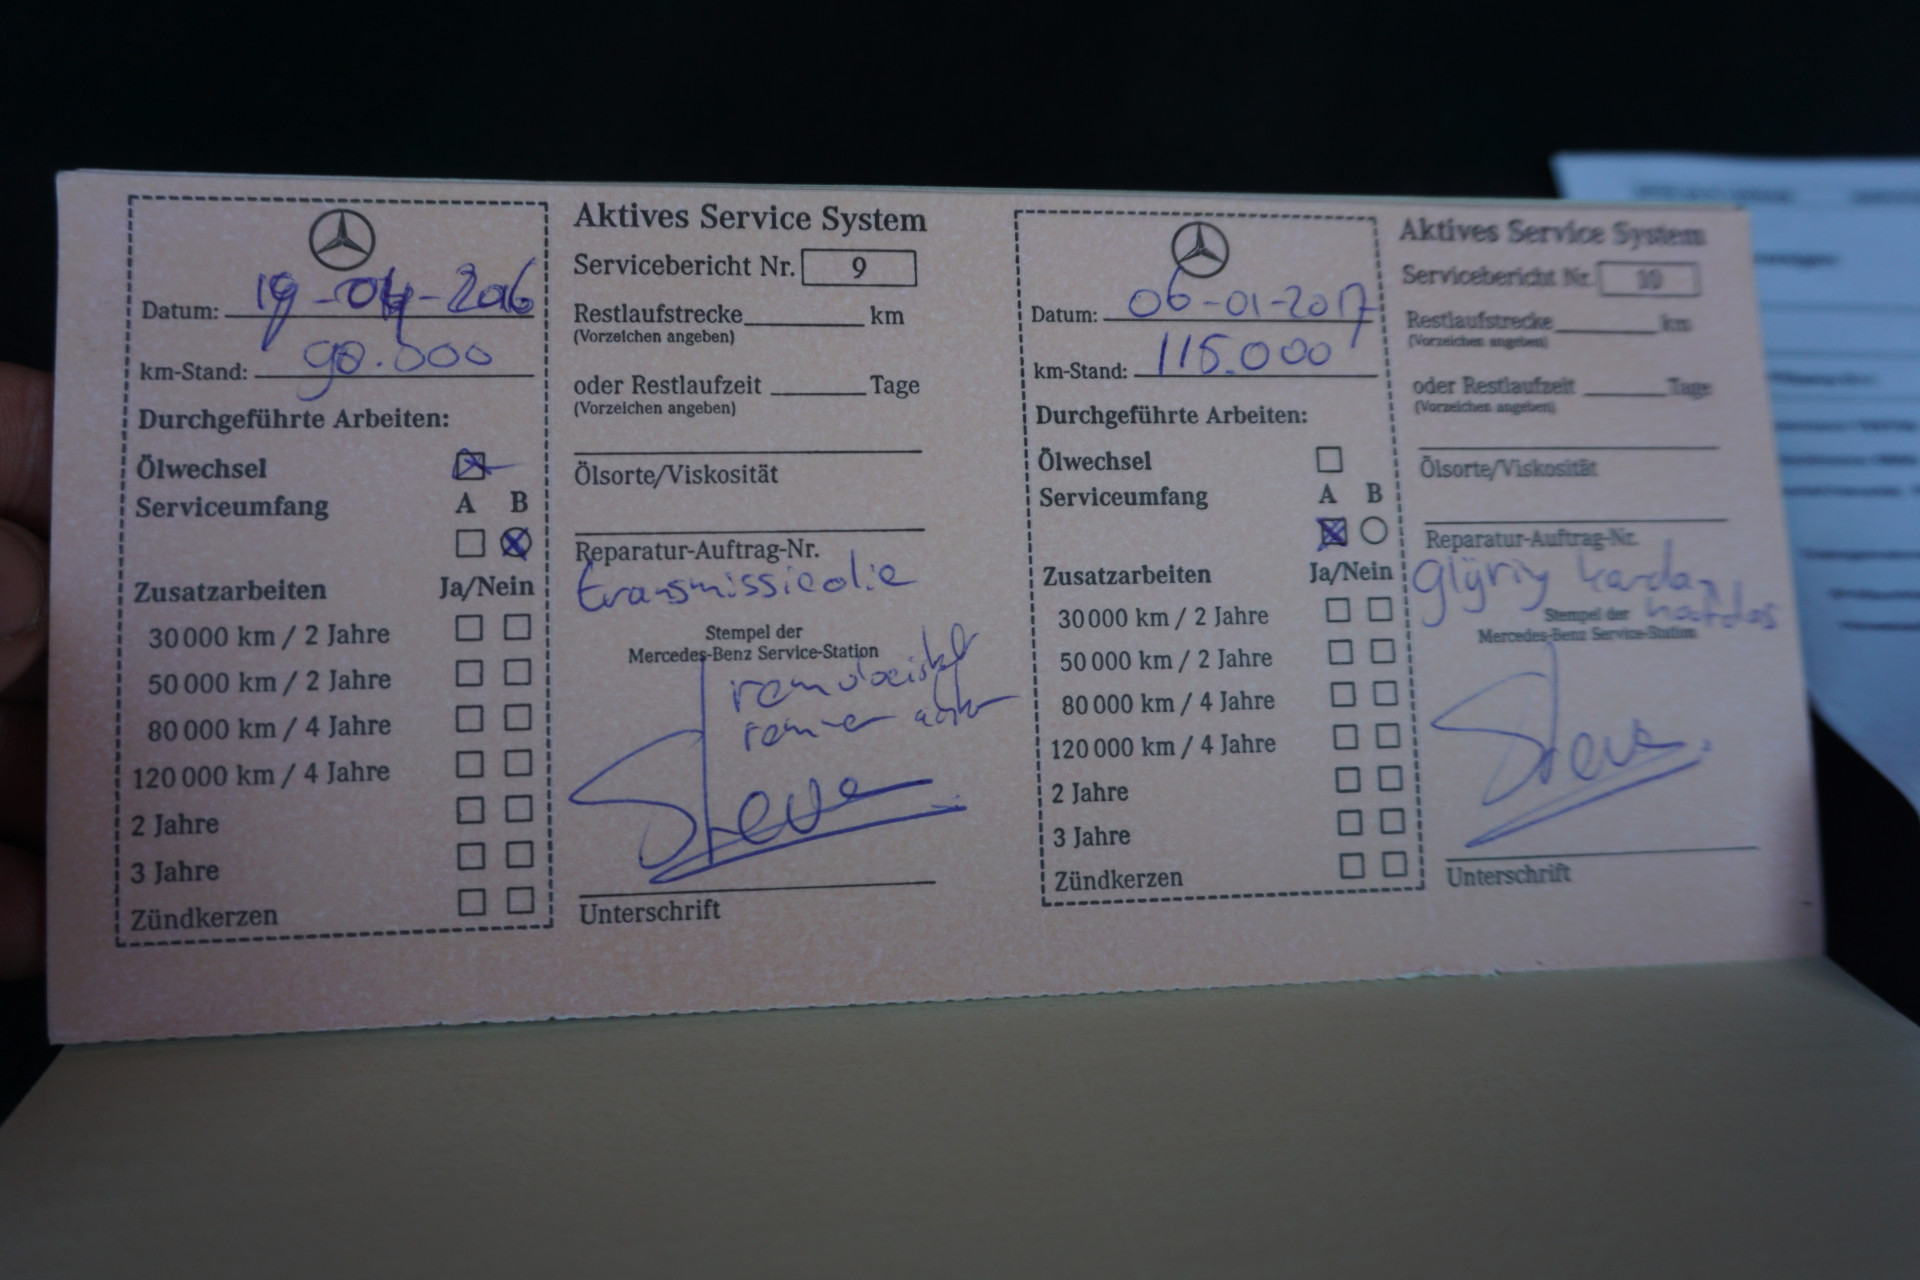 Datum: 19-04-2016
km-Stand: 90.500
Durchgeführte Arbeiten:
Ölwechsel
Serviceumfang A B
Zusatzarbeiten Ja/Nein
30 000 km / 2 Jahre
50 000 km / 2 Jahre
80 000 km / 4 Jahre
120 000 km / 4 Jahre
2 Jahre
3 Jahre
Zündkerzen
Aktives Service System
Servicebericht Nr. 9
Restlaufstrecke km
(Vorzeichen angeben)
oder Restlaufzeit Tage
(Vorzeichen angeben)
Ölsorte/Viskosität
Reparatur-Auftrag-Nr.
transmissieolie
Stempel der
Mercedes-Benz Service-Station
remvloeistof
remmen achter
Unterschrift
Datum: 06-01-2017
km-Stand: 115.000
Durchgeführte Arbeiten:
Ölwechsel
Serviceumfang A B
Zusatzarbeiten Ja/Nein
30 000 km / 2 Jahre
50 000 km / 2 Jahre
80 000 km / 4 Jahre
120 000 km / 4 Jahre
2 Jahre
3 Jahre
Zündkerzen
Aktives Service System
Servicebericht Nr. 10
Restlaufstrecke km
(Vorzeichen angeben)
oder Restlaufzeit Tage
(Vorzeichen angeben)
Ölsorte/Viskosität
Reparatur-Auftrag-Nr.
Stempel der
Mercedes-Benz Service-Station
Unterschrift